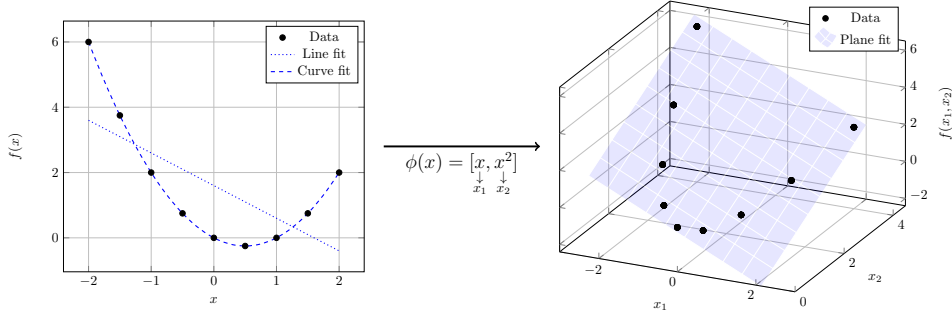 Data
Line fit
Curve fit
6
4
2
0
−2
−1
0
1
2
x
f(x)
ϕ(x) = [x, x²]
↓ ↓
x₁ x₂
Data
Plane fit
6
4
2
0
−2
f(x₁, x₂)
−2
0
2
x₁
0
2
4
x₂